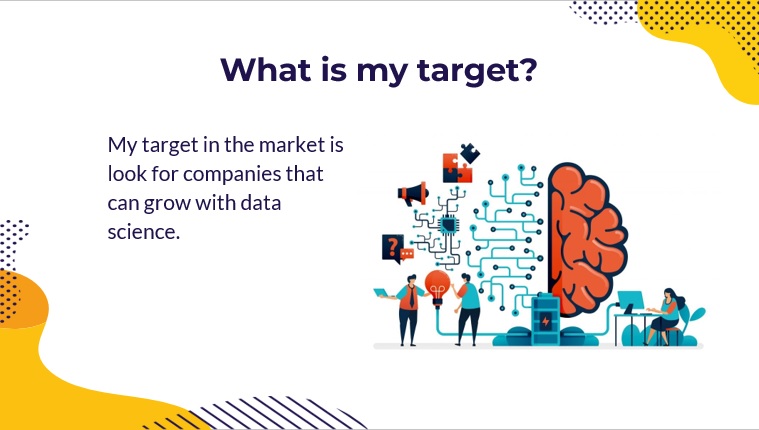 What is my target?
My target in the market is
look for companies that
can grow with data
science.
?